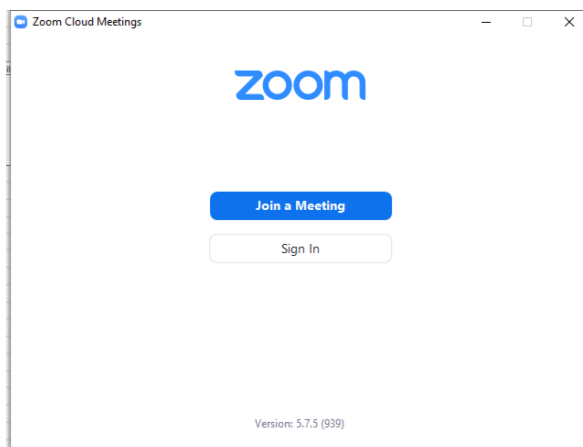 Zoom Cloud Meetings
zoom
Join a Meeting
Sign In
Version: 5.7.5 (939)